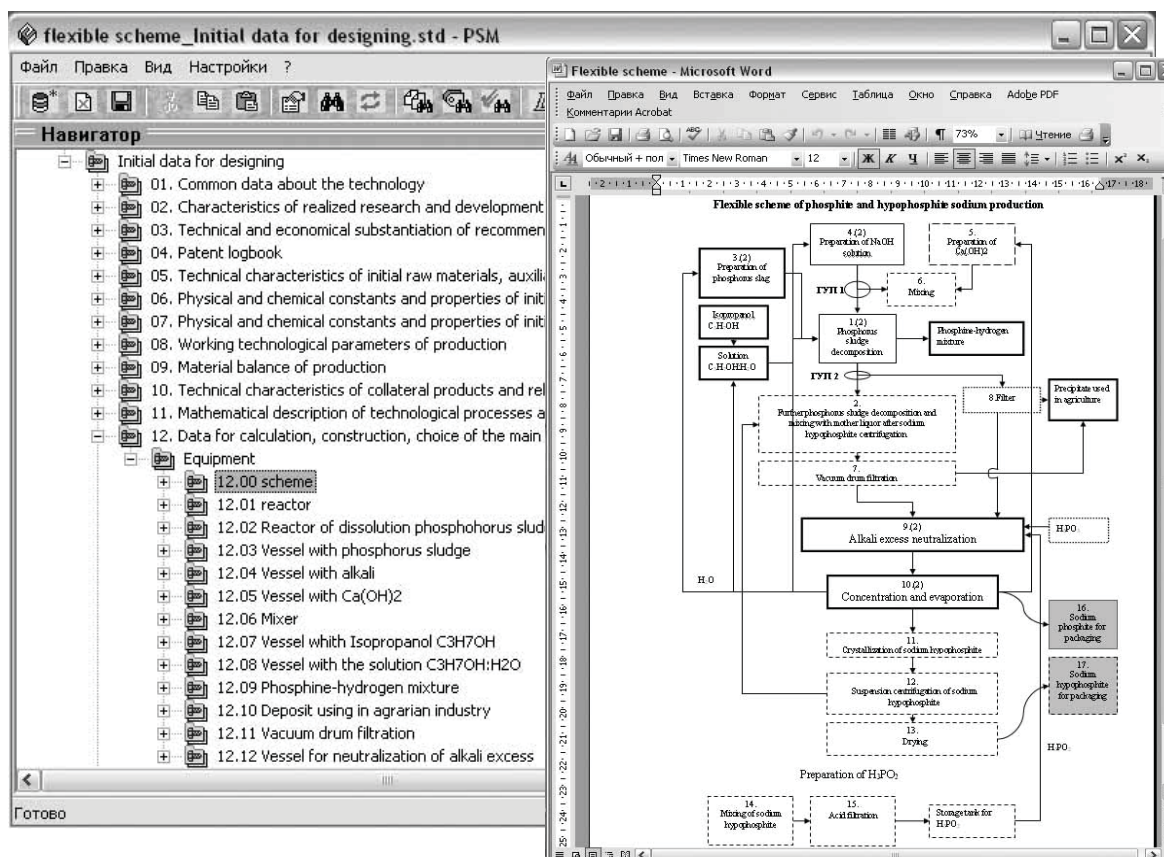 flexible scheme_Initial data for designing.std - PSM
Файл Правка Вид Настройки ?
Навигатор
Initial data for designing
01. Common data about the technology
02. Characteristics of realized research and development
03. Technical and economical substantiation of recommen
04. Patent logbook
05. Technical characteristics of initial raw materials, auxilia
06. Physical and chemical constants and properties of init
07. Physical and chemical constants and properties of init
08. Working technological parameters of production
09. Material balance of production
10. Technical characteristics of collateral products and rel
11. Mathematical description of technological processes a
12. Data for calculation, construction, choice of the main
Equipment
12.00 scheme
12.01 reactor
12.02 Reactor of dissolution phosphohorus slud
12.03 Vessel with phosphorus sludge
12.04 Vessel with alkali
12.05 Vessel with Ca(OH)2
12.06 Mixer
12.07 Vessel whith Isopropanol C3H7OH
12.08 Vessel with the solution C3H7OH:H2O
12.09 Phosphine-hydrogen mixture
12.10 Deposit using in agrarian industry
12.11 Vacuum drum filtration
12.12 Vessel for neutralization of alkali excess
Готово
Flexible scheme - Microsoft Word
Файл Правка Вид Вставка Формат Сервис Таблица Окно Справка Adobe PDF
Комментарии Acrobat
73% Чтение
Обычный + пол Times New Roman 12 Ж К Ч
Flexible scheme of phosphite and hypophosphite sodium production
4.(2)
Preparation of NaOH
solution.
5.
Preparation of
Ca(OH)2
3.(2)
Preparation of
phosphorus slag
6.
Mixing
ГУП 1
Isopropanol,
C3H7OH
1.(2)
Phosphorus
sludge
decomposition
Phosphine-hydrogen
mixture
Solution
C3H7OH:H2O
ГУП 2
8.Filter
Precipitate used
in agriculture
2.
Further phosphorus sludge decomposition and
mixing with mother liquor after sodium
hypophosphite centrifugation
7.
Vacuum drum filtration
9.(2)
Alkali excess neutralization
H3PO2
H2O
10.(2)
Concentration and evaporation
16.
Sodium
phosphite for
packaging
11.
Crystallization of sodium hypophosphite
17.
Sodium
hypophosphite
for packaging
12.
Suspension centrifugation of sodium
hypophosphite
13.
Drying
H3PO2
Preparation of H₃PO₂
14.
Mixing of sodium
hypophosphite
15.
Acid filtration
Storage tank for
H3PO2